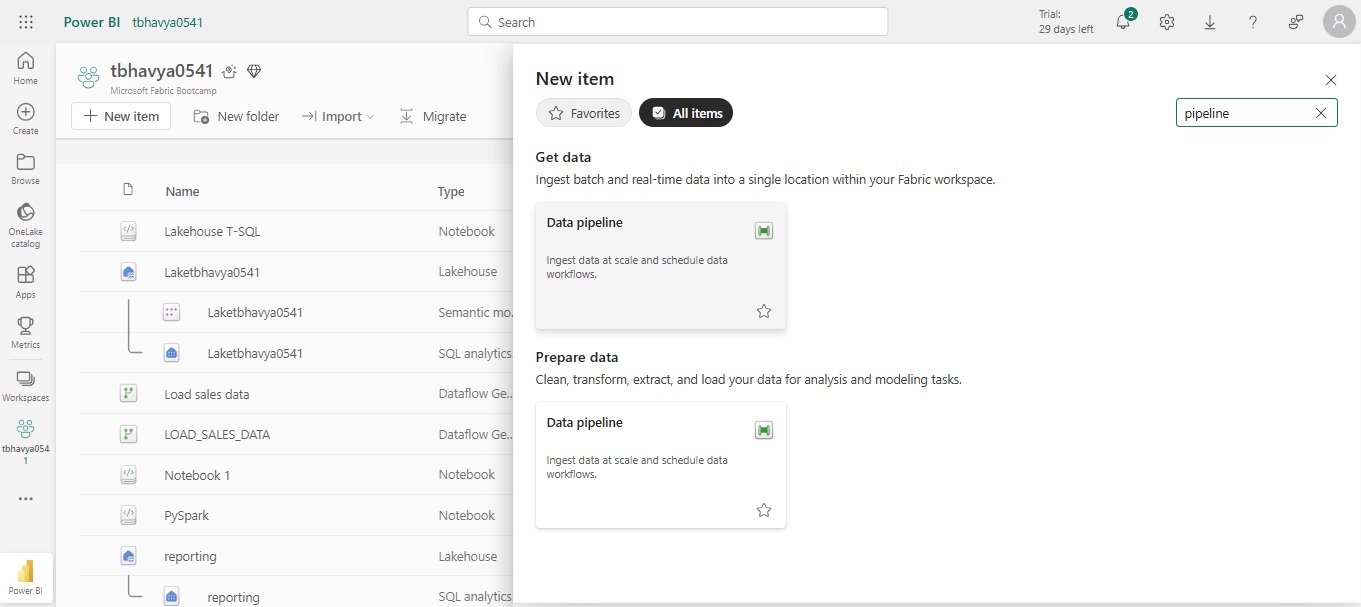 Power BI tbhavya0541
Search
Trial:
29 days left
2
Home
Create
Browse
OneLake
catalog
Apps
Metrics
Workspaces
tbhavya054
1
Power BI
tbhavya0541
Microsoft Fabric Bootcamp
New item
New folder
Import
Migrate
Name Type
Lakehouse T-SQL Notebook
Laketbhavya0541 Lakehouse
Laketbhavya0541 Semantic mo...
Laketbhavya0541 SQL analytics
Load sales data Dataflow Ge...
LOAD_SALES_DATA Dataflow Ge...
Notebook 1 Notebook
PySpark Notebook
reporting Lakehouse
reporting SQL analytics
New item
Favorites
All items
pipeline
Get data
Ingest batch and real-time data into a single location within your Fabric workspace.
Data pipeline
Ingest data at scale and schedule data
workflows.
Prepare data
Clean, transform, extract, and load your data for analysis and modeling tasks.
Data pipeline
Ingest data at scale and schedule data
workflows.